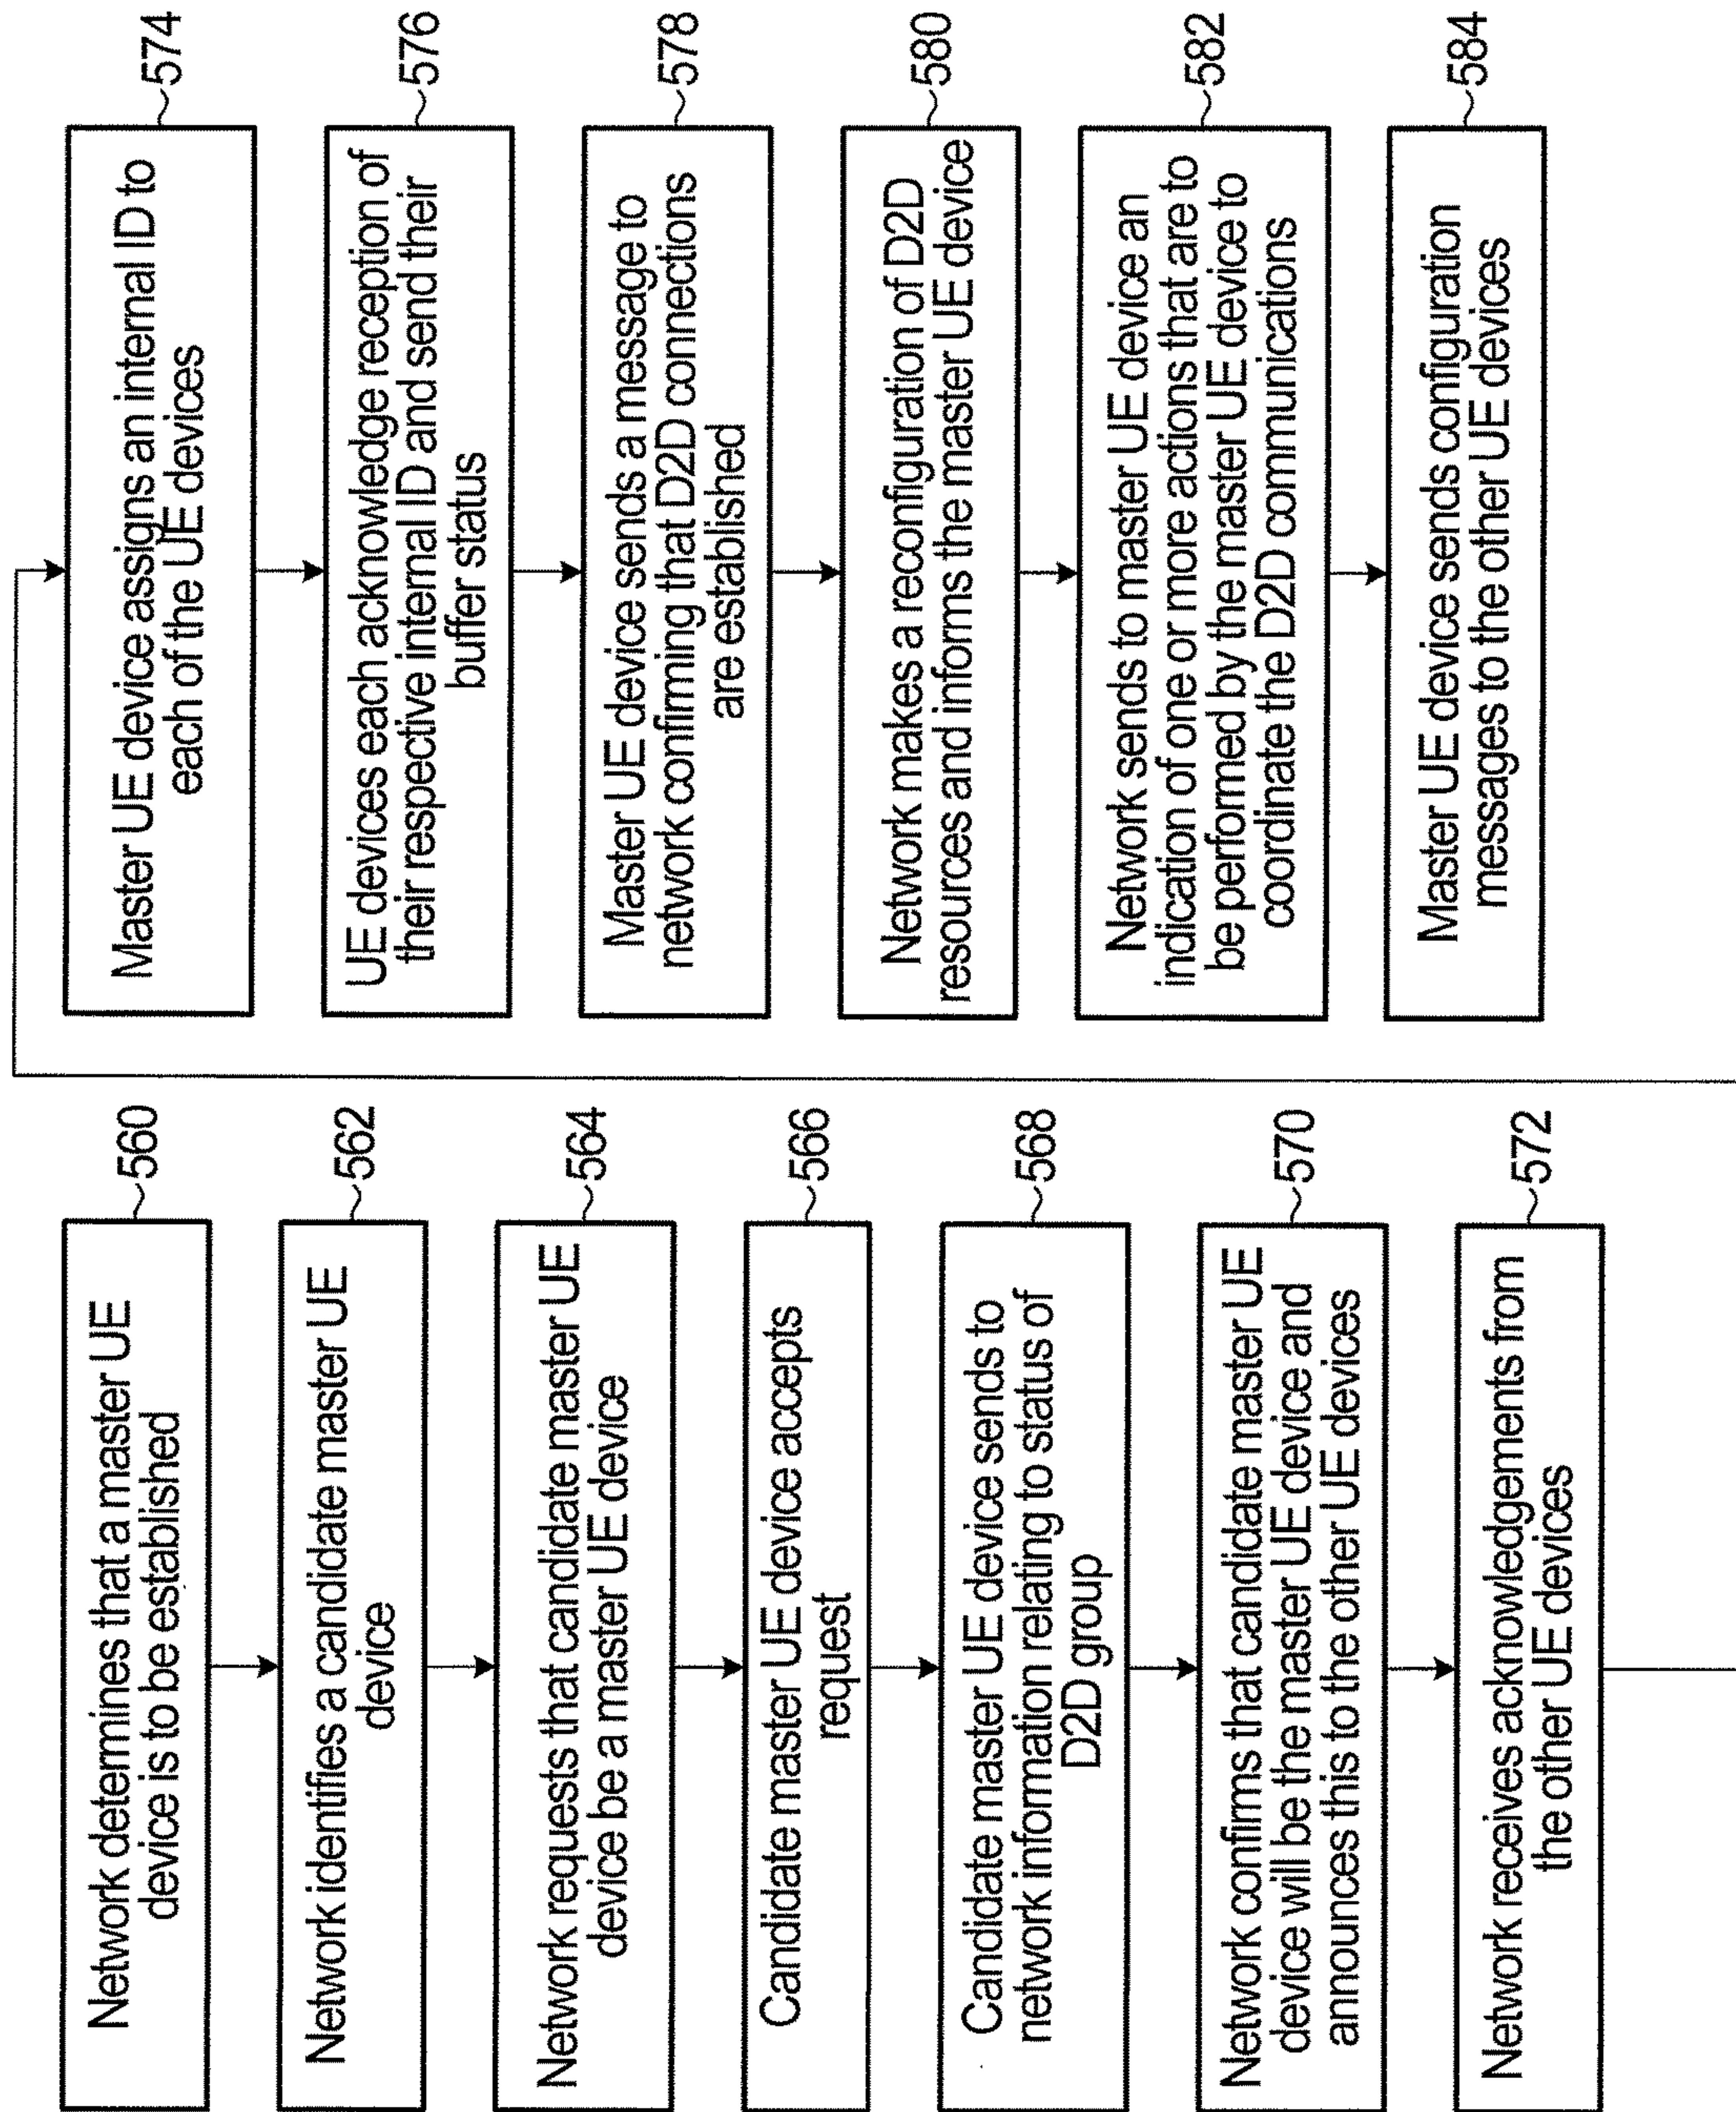 Network determines that a master UE
device is to be established
560
Network identifies a candidate master UE
device
562
Network requests that candidate master UE
device be a master UE device
564
Candidate master UE device accepts
request
566
Candidate master UE device sends to
network information relating to status of
D2D group
568
Network confirms that candidate master UE
device will be the master UE device and
announces this to the other UE devices
570
Network receives acknowledgements from
the other UE devices
572
Master UE device assigns an internal ID to
each of the UE devices
574
UE devices each acknowledge reception of
their respective internal ID and send their
buffer status
576
Master UE device sends a message to
network confirming that D2D connections
are established
578
Network makes a reconfiguration of D2D
resources and informs the master UE device
580
Network sends to master UE device an
indication of one or more actions that are to
be performed by the master UE device to
coordinate the D2D communications
582
Master UE device sends configuration
messages to the other UE devices
584